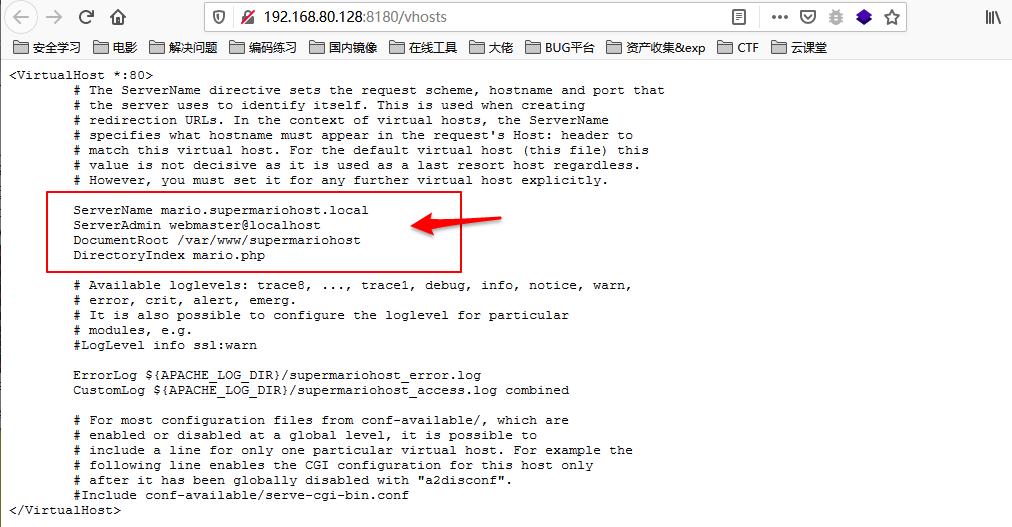 192.168.80.128:8180/vhosts
安全学习 电影 解决问题 编码练习 国内镜像 在线工具 大佬 BUG平台 资产收集&exp CTF 云课堂
<VirtualHost *:80>
# The ServerName directive sets the request scheme, hostname and port that
# the server uses to identify itself. This is used when creating
# redirection URLs. In the context of virtual hosts, the ServerName
# specifies what hostname must appear in the request's Host: header to
# match this virtual host. For the default virtual host (this file) this
# value is not decisive as it is used as a last resort host regardless.
# However, you must set it for any further virtual host explicitly.
ServerName mario.supermariohost.local
ServerAdmin webmaster@localhost
DocumentRoot /var/www/supermariohost
DirectoryIndex mario.php
# Available loglevels: trace8, ..., trace1, debug, info, notice, warn,
# error, crit, alert, emerg.
# It is also possible to configure the loglevel for particular
# modules, e.g.
#LogLevel info ssl:warn
ErrorLog ${APACHE_LOG_DIR}/supermariohost_error.log
CustomLog ${APACHE_LOG_DIR}/supermariohost_access.log combined
# For most configuration files from conf-available/, which are
# enabled or disabled at a global level, it is possible to
# include a line for only one particular virtual host. For example the
# following line enables the CGI configuration for this host only
# after it has been globally disabled with "a2disconf".
#Include conf-available/serve-cgi-bin.conf
</VirtualHost>